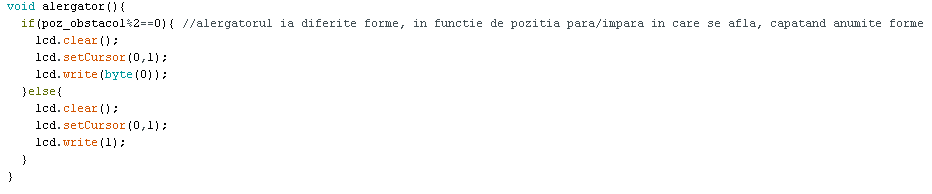 void alergator(){
  if(poz_obstacol%2==0){ //alergatorul ia diferite forme, in functie de pozitia para/impara in care se afla, capatand anumite forme
    lcd.clear();
    lcd.setCursor(0,1);
    lcd.write(byte(0));
  }else{
    lcd.clear();
    lcd.setCursor(0,1);
    lcd.write(1);
  }
}